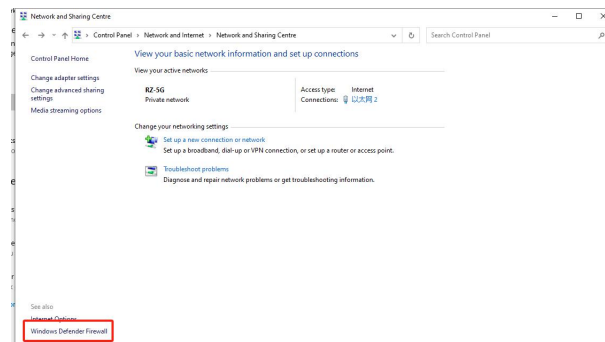 Network and Sharing Centre
Control Panel > Network and Internet > Network and Sharing Centre
Search Control Panel
Control Panel Home
Change adapter settings
Change advanced sharing
settings
Media streaming options
View your basic network information and set up connections
View your active networks
RZ-5G
Private network
Access type: Internet
Connections: 以太网 2
Change your networking settings
Set up a new connection or network
Set up a broadband, dial-up or VPN connection, or set up a router or access point.
Troubleshoot problems
Diagnose and repair network problems or get troubleshooting information.
See also
Internet Options
Windows Defender Firewall